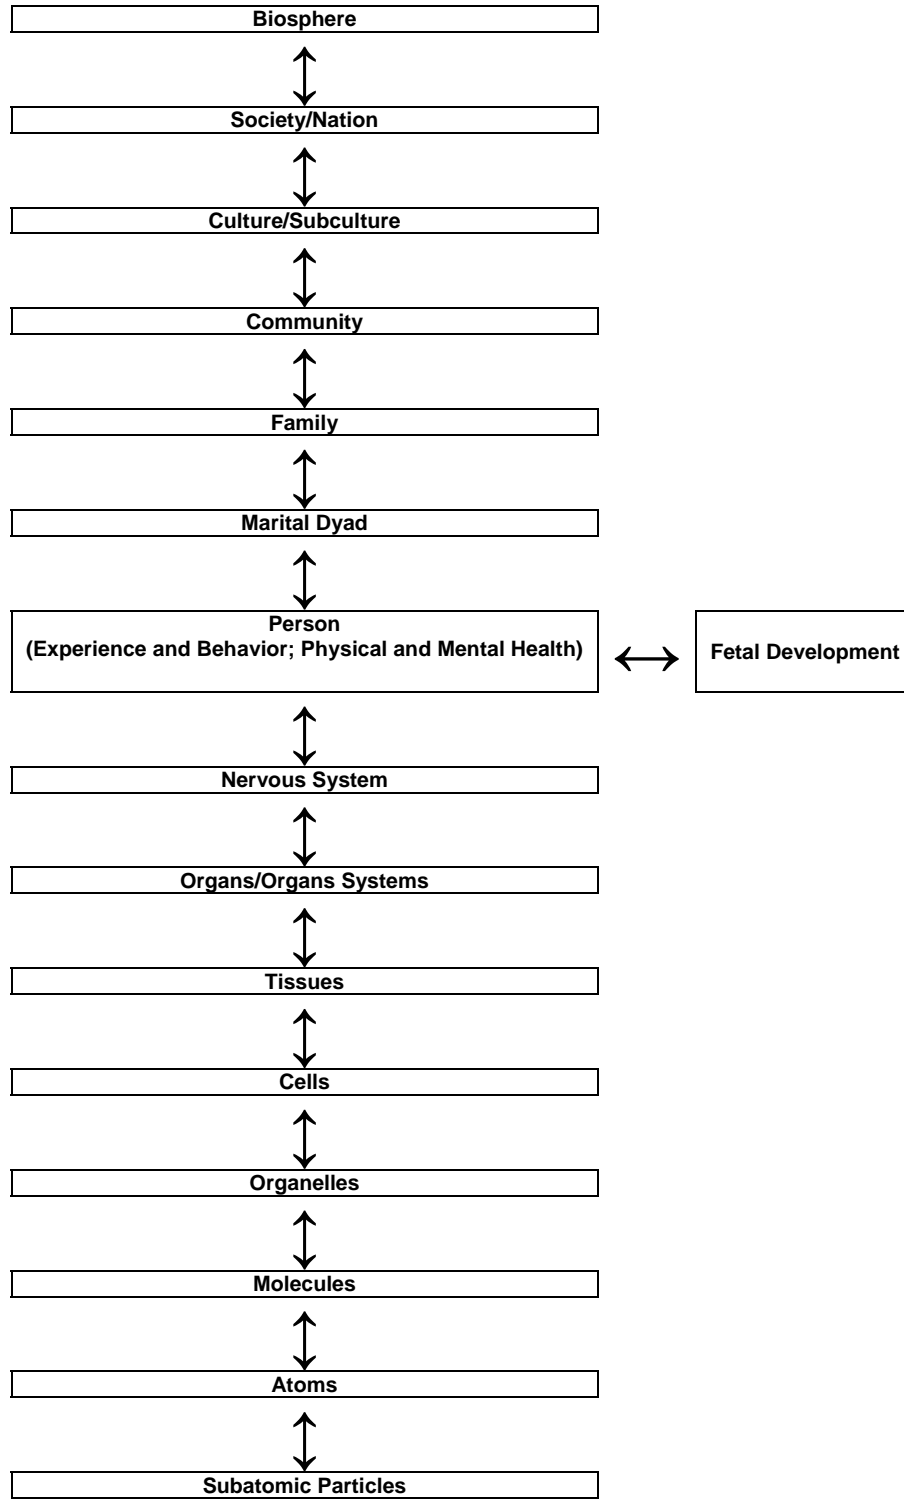 Biosphere
Society/Nation
Culture/Subculture
Community
Family
Marital Dyad
Person
(Experience and Behavior; Physical and Mental Health)
Fetal Development
Nervous System
Organs/Organs Systems
Tissues
Cells
Organelles
Molecules
Atoms
Subatomic Particles